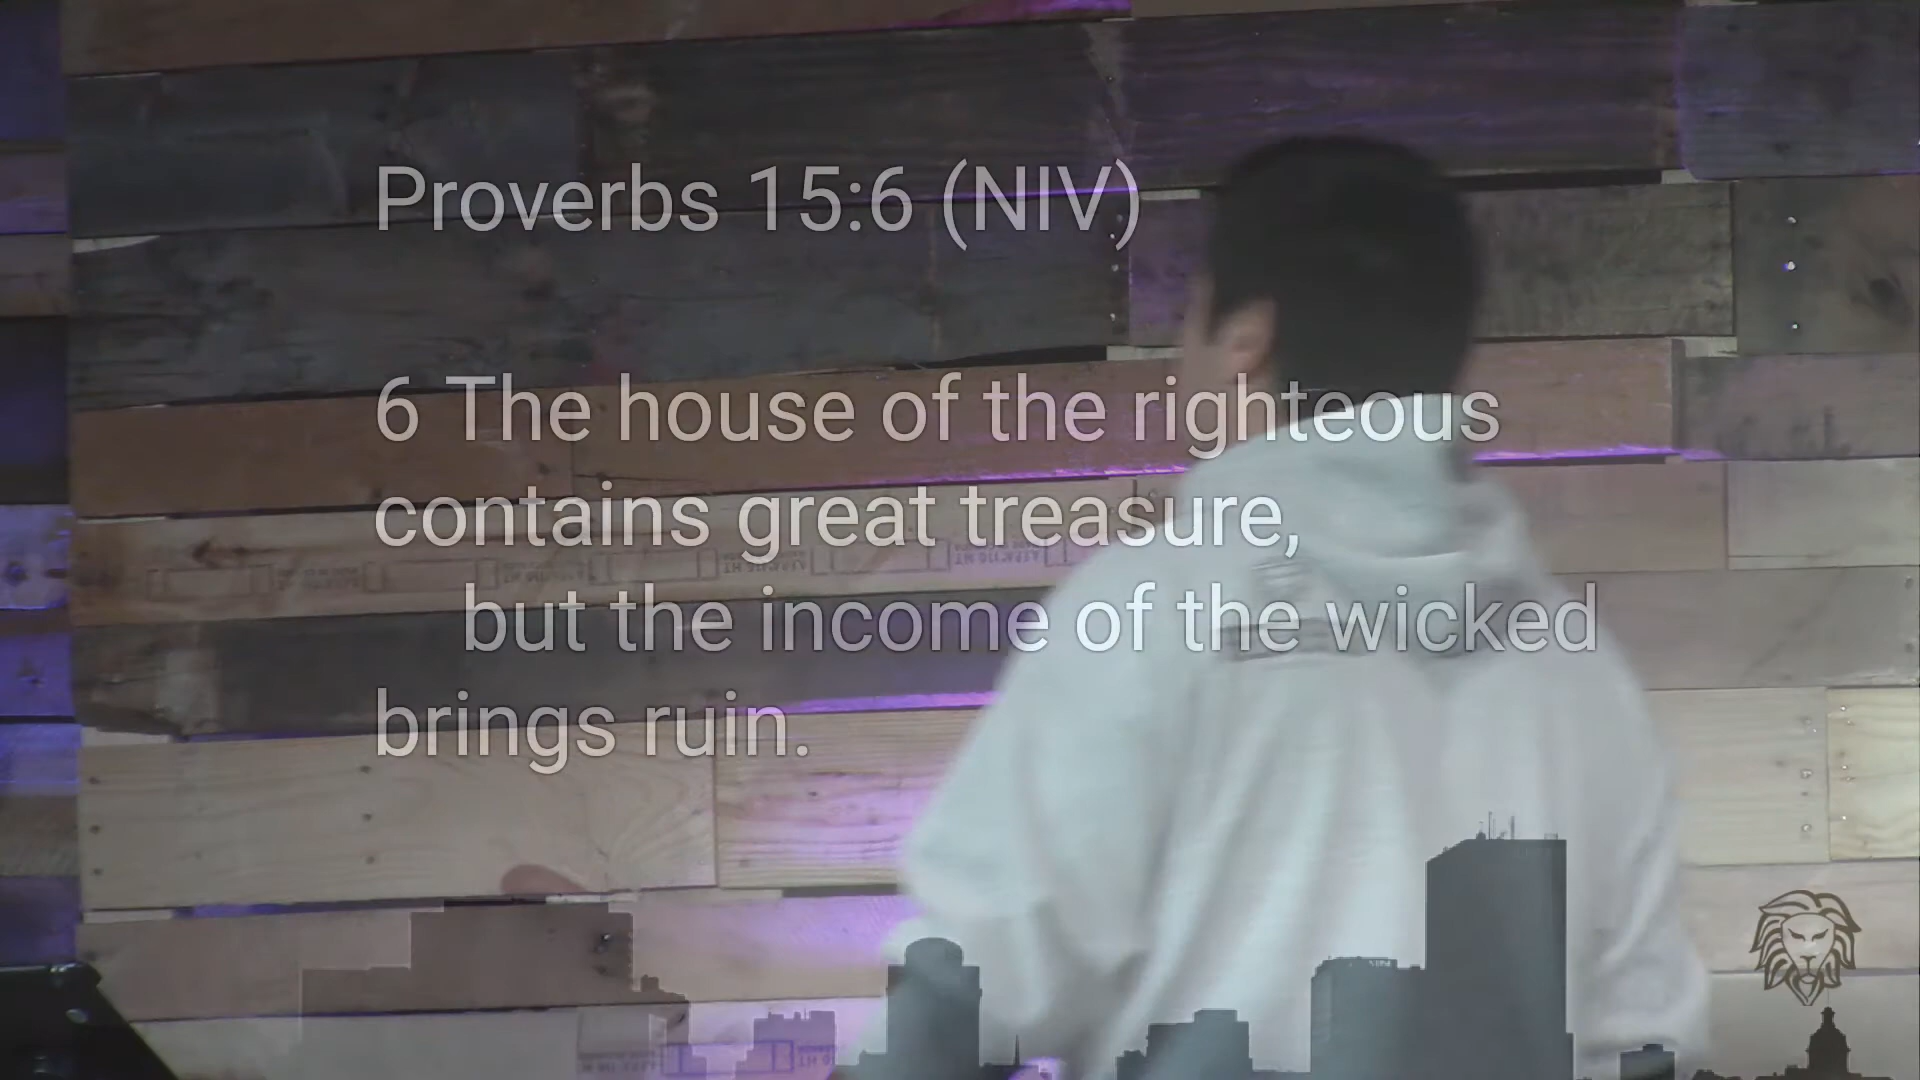 Proverbs 15:6 (NIV)
6 The house of the righteous
contains great treasure,
but the income of the wicked
brings ruin.